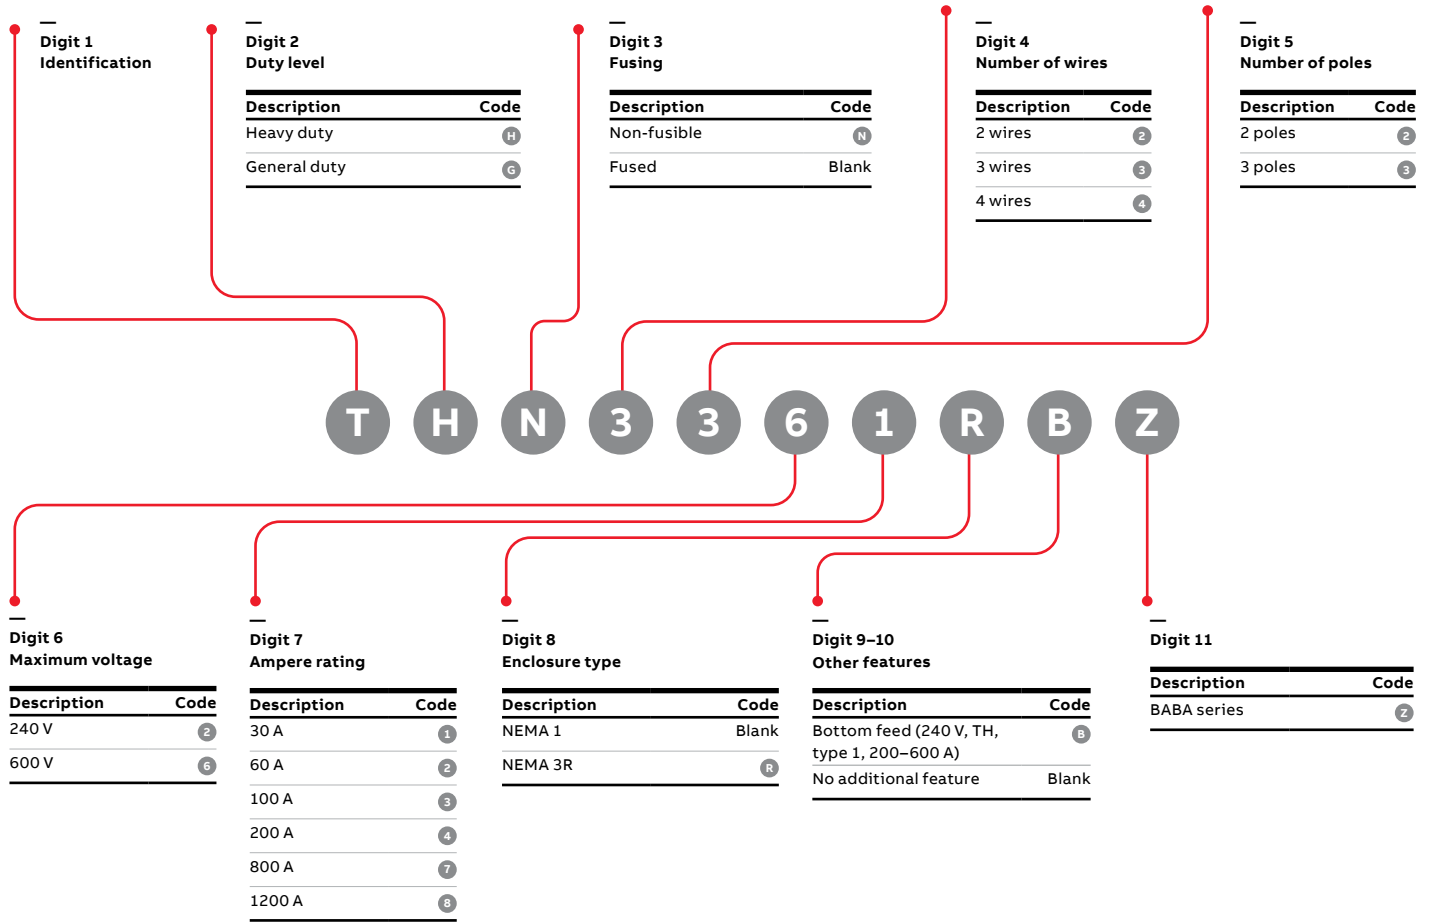 —
Digit 1
Identification
—
Digit 2
Duty level
Description Code
Heavy duty H
General duty G
—
Digit 3
Fusing
Description Code
Non-fusible N
Fused Blank
—
Digit 4
Number of wires
Description Code
2 wires 2
3 wires 3
4 wires 4
—
Digit 5
Number of poles
Description Code
2 poles 2
3 poles 3
T H N 3 3 6 1 R B Z
—
Digit 6
Maximum voltage
Description Code
240 V 2
600 V 6
—
Digit 7
Ampere rating
Description Code
30 A 1
60 A 2
100 A 3
200 A 4
800 A 7
1200 A 8
—
Digit 8
Enclosure type
Description Code
NEMA 1 Blank
NEMA 3R R
—
Digit 9–10
Other features
Description Code
Bottom feed (240 V, TH, B
type 1, 200–600 A)
No additional feature Blank
—
Digit 11
Description Code
BABA series Z